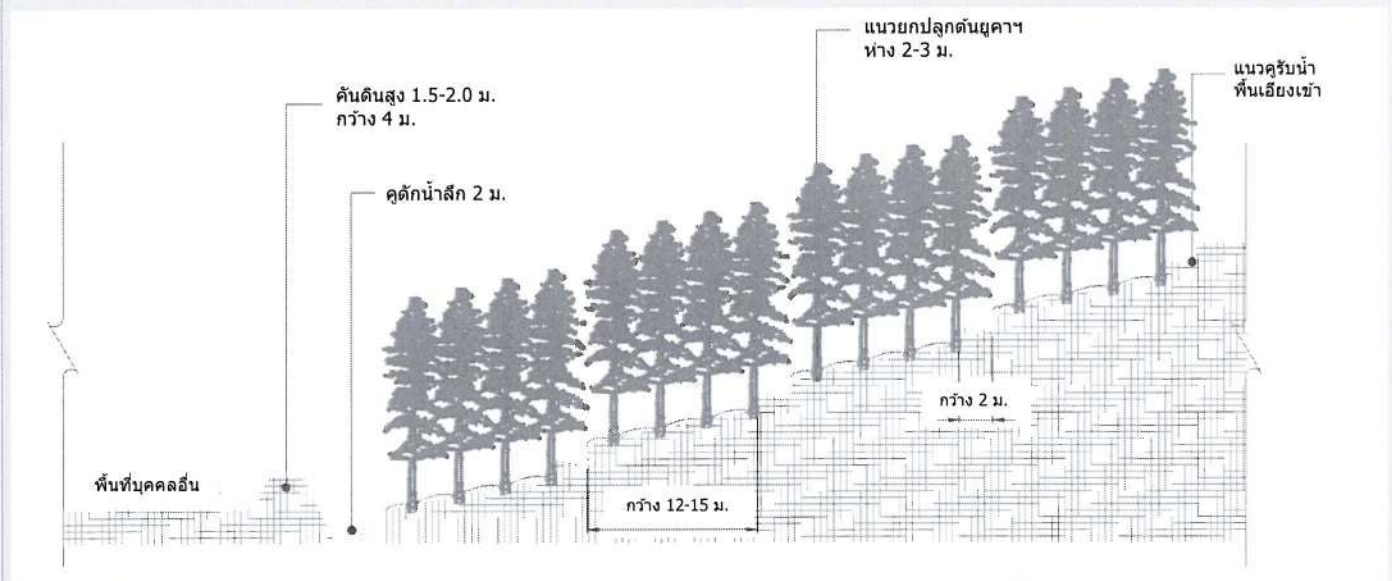 แนวยกปลูกต้นยูคาฯ
ห่าง 2-3 ม.
แนวคูรับน้ำ
พื้นเอียงเข้า
คันดินสูง 1.5-2.0 ม.
กว้าง 4 ม.
คูดักน้ำลึก 2 ม.
กว้าง 2 ม.
พื้นที่บุคคลอื่น
กว้าง 12-15 ม.